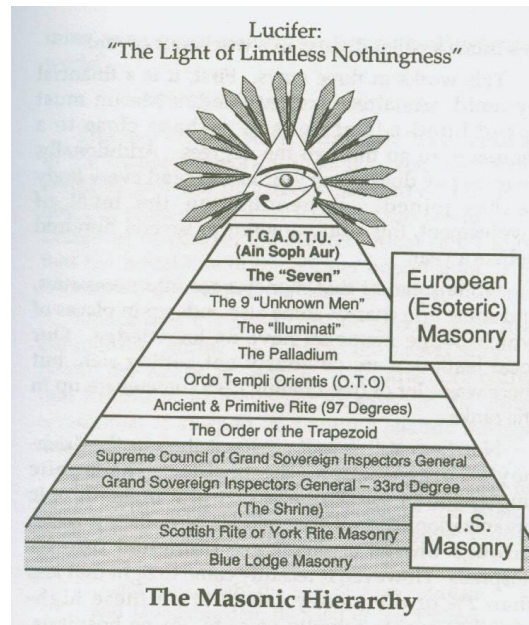 Lucifer:
"The Light of Limitless Nothingness"
T.G.A.O.T.U.
(Ain Soph Aur)
The "Seven"
The 9 "Unknown Men"
The "Illuminati"
The Palladium
Ordo Templi Orientis (O.T.O)
Ancient & Primitive Rite (97 Degrees)
The Order of the Trapezoid
Supreme Council of Grand Sovereign Inspectors General
Grand Sovereign Inspectors General – 33rd Degree
(The Shrine)
Scottish Rite or York Rite Masonry
Blue Lodge Masonry
European
(Esoteric)
Masonry
U.S.
Masonry
The Masonic Hierarchy